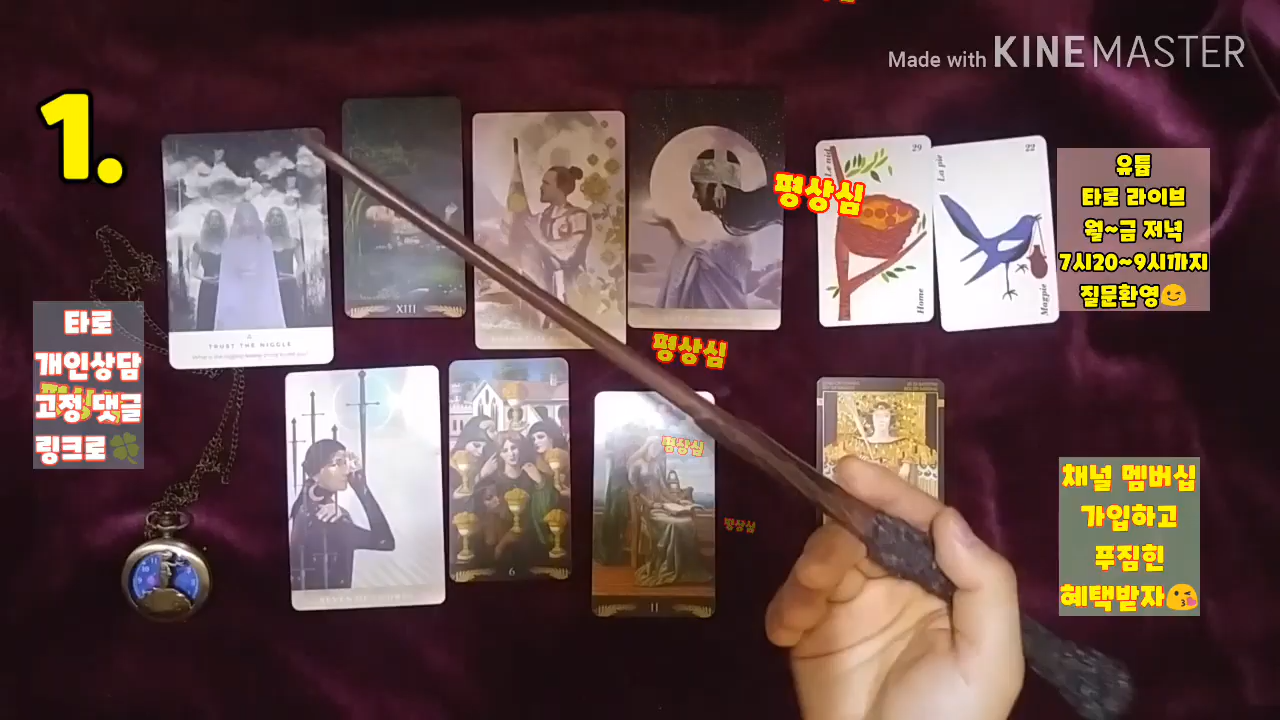 Made with KINEMASTER
1.
평상심
평상심
평상심
평상심
유튭
타로 라이브
월~금 저녁
7시20~9시까지
질문환영😊
타로
개인상담
고정 댓글
링크로🍀
채널 멤버십
가입하고
푸짐힌
혜택받자😘
TRUST THE NIGGLE
XIII
29
Home
22
La pie
Magpie
6
II